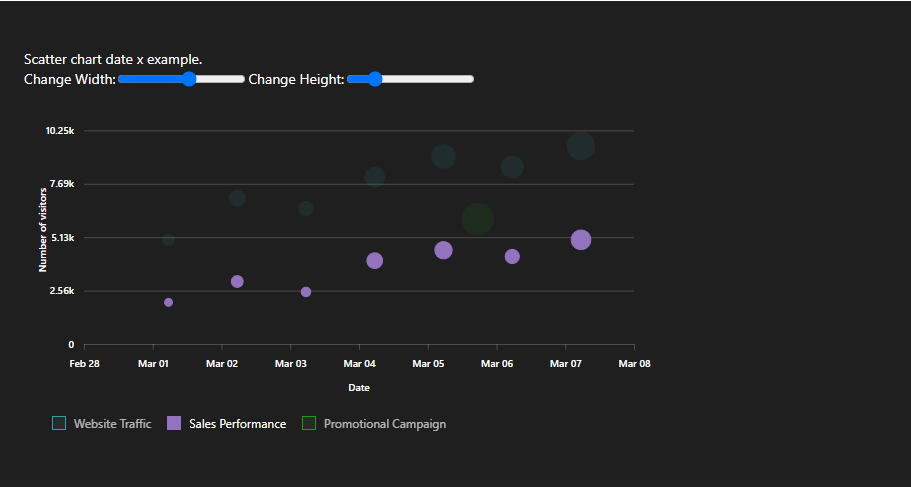 Scatter chart date x example.
Change Width: Change Height:
10.25k
7.69k
5.13k
2.56k
0
Number of visitors
Feb 28 Mar 01 Mar 02 Mar 03 Mar 04 Mar 05 Mar 06 Mar 07 Mar 08
Date
Website Traffic Sales Performance Promotional Campaign